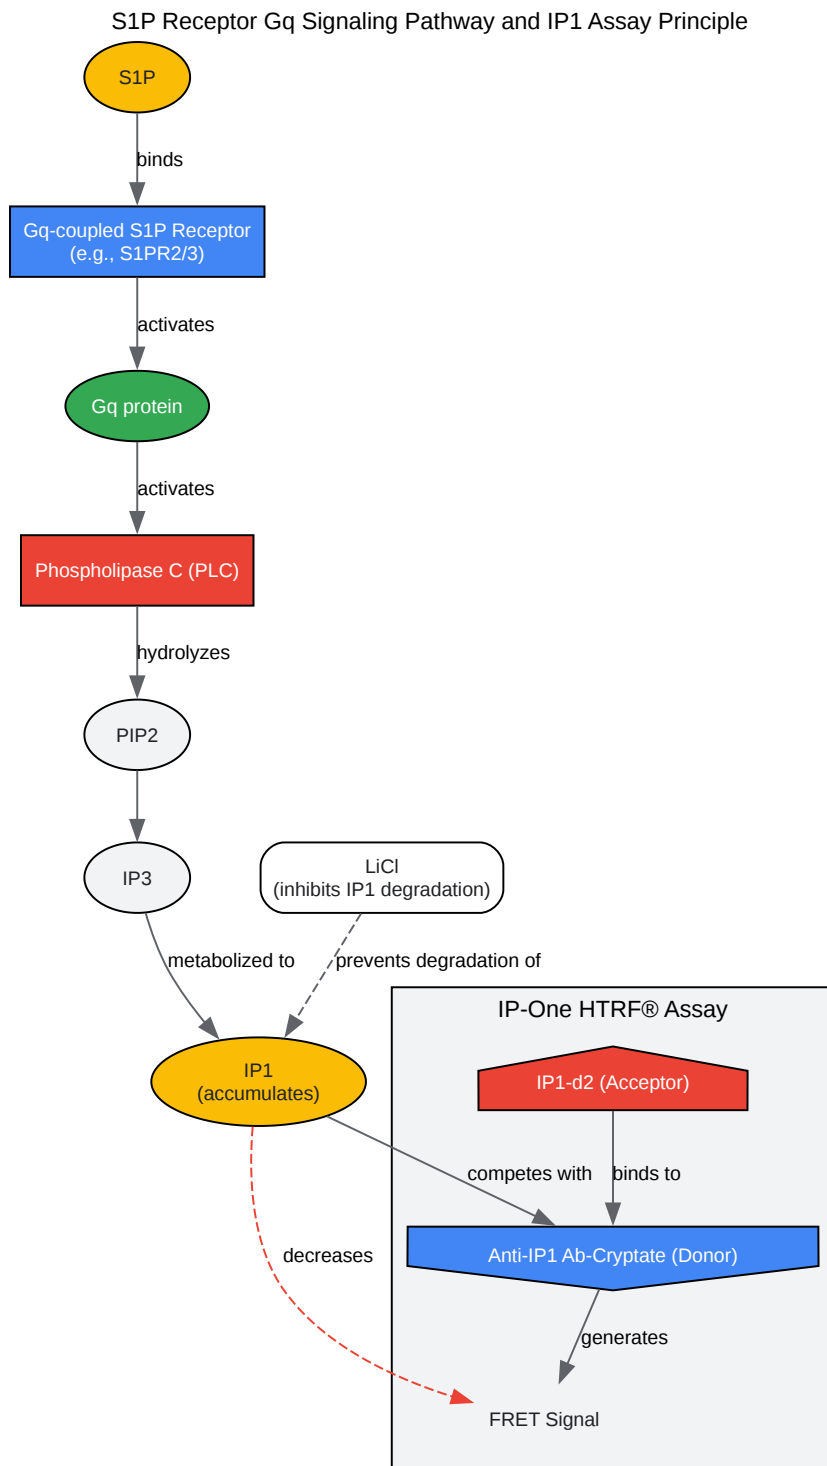 S1P Receptor Gq Signaling Pathway and IP1 Assay Principle
S1P
binds
Gq-coupled S1P Receptor
(e.g., S1PR2/3)
activates
Gq protein
activates
Phospholipase C (PLC)
hydrolyzes
PIP2
IP3
LiCl
(inhibits IP1 degradation)
metabolized to
prevents degradation of
IP-One HTRF® Assay
IP1
(accumulates)
IP1-d2 (Acceptor)
competes with
binds to
decreases
Anti-IP1 Ab-Cryptate (Donor)
generates
FRET Signal